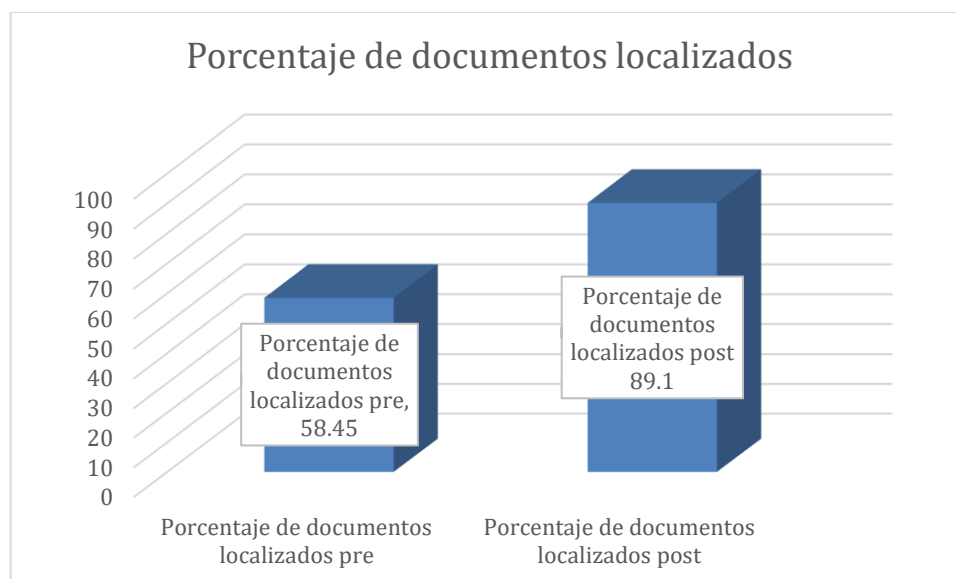 Porcentaje de documentos localizados
100
90
80
70
60
50
40
30
20
10
0
Porcentaje de
documentos
localizados pre,
58.45
Porcentaje de
documentos
localizados post
89.1
Porcentaje de documentos
localizados pre
Porcentaje de documentos
localizados post